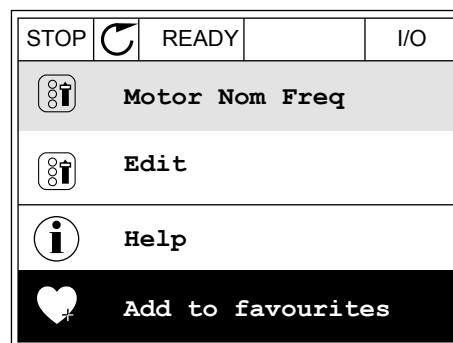 STOP READY I/O
Motor Nom Freq
Edit
Help
Add to favourites